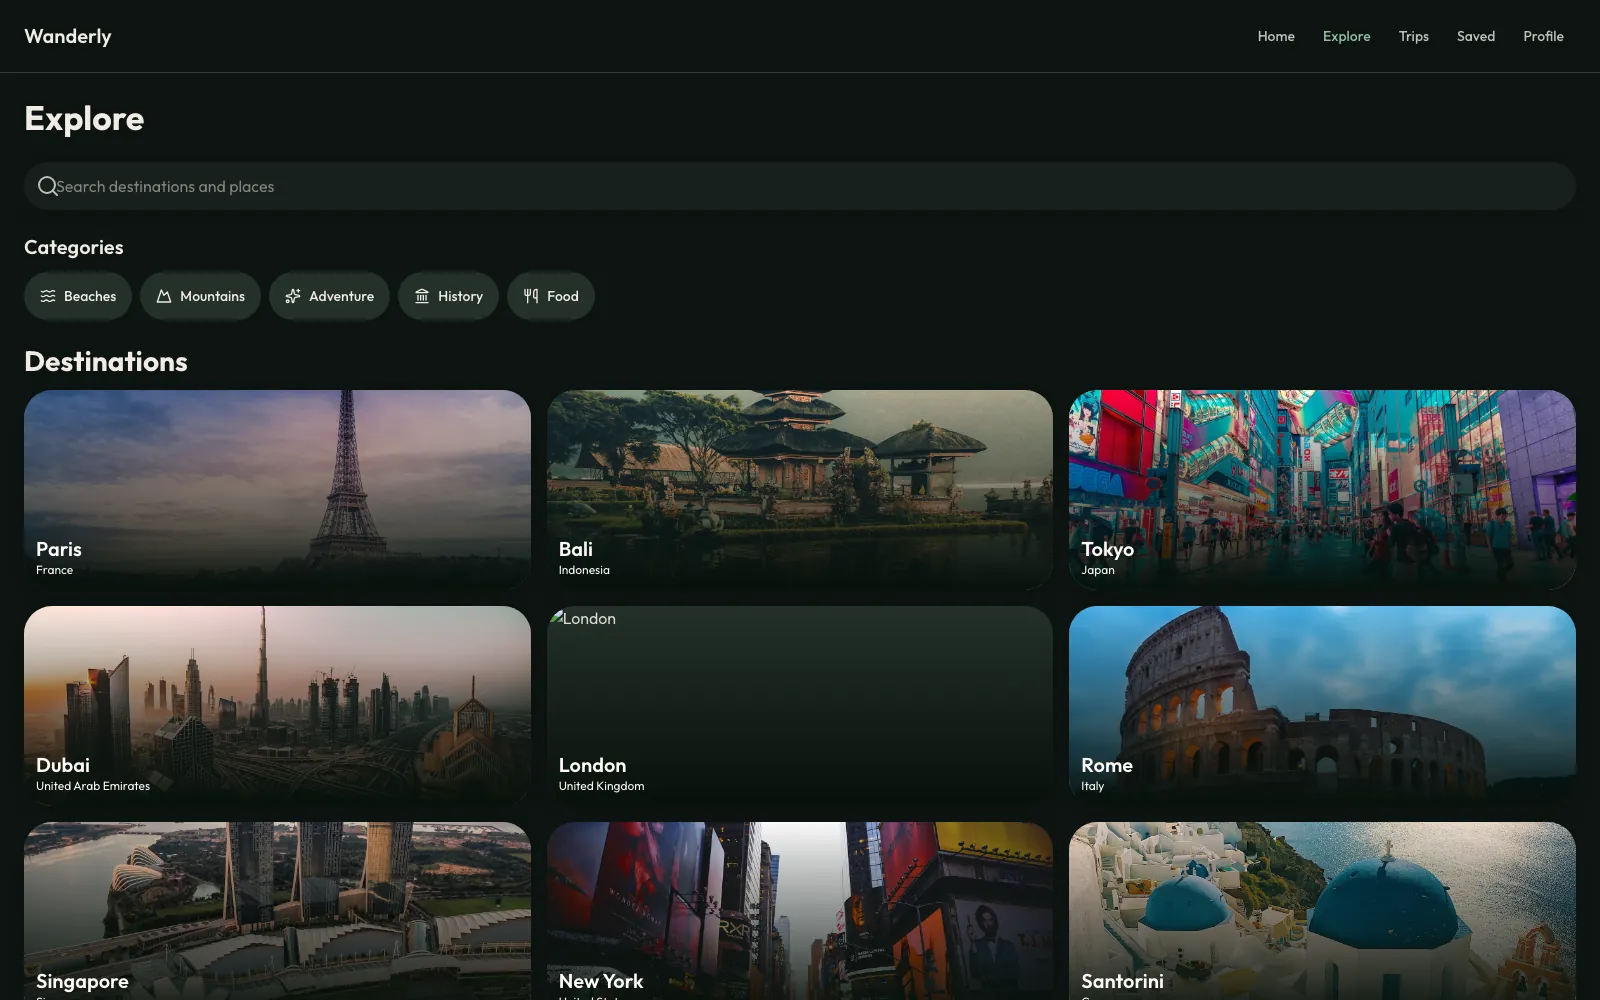 Wanderly
Home Explore Trips Saved Profile
Explore
Search destinations and places
Categories
Beaches Mountains Adventure History Food
Destinations
Paris
France
Bali
Indonesia
Tokyo
Japan
Dubai
United Arab Emirates
London
London
United Kingdom
Rome
Italy
Singapore
New York
Santorini